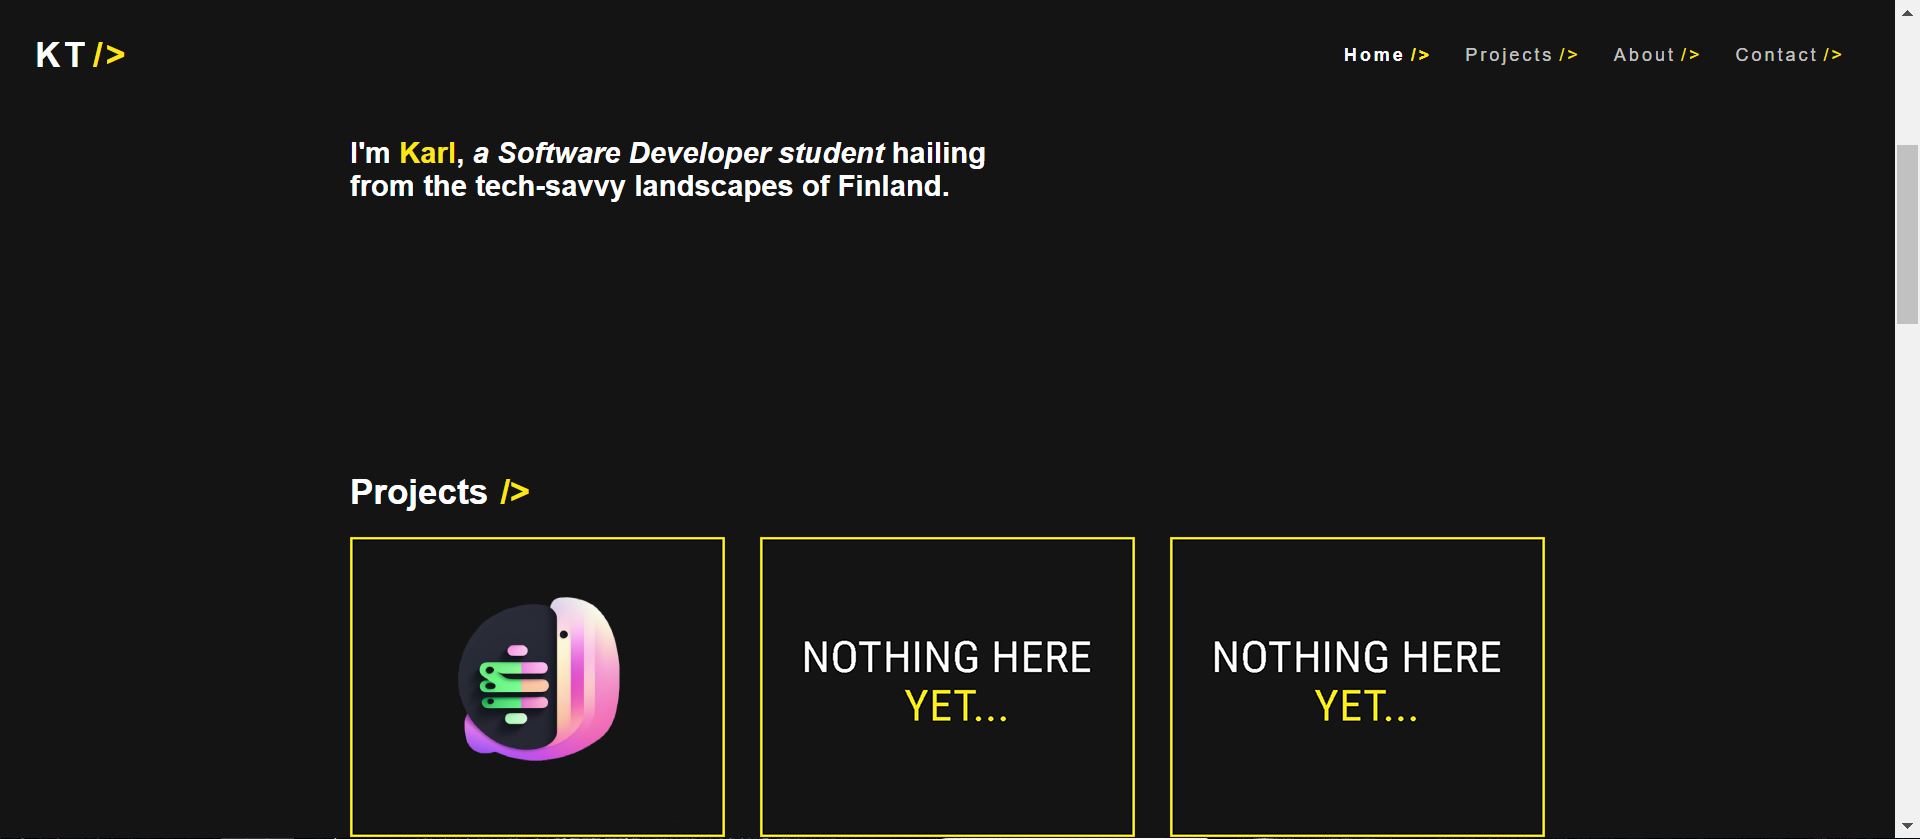 KT/>
Home /> Projects /> About /> Contact />
I'm Karl, a Software Developer student hailing
from the tech-savvy landscapes of Finland.
Projects />
NOTHING HERE
YET...
NOTHING HERE
YET...